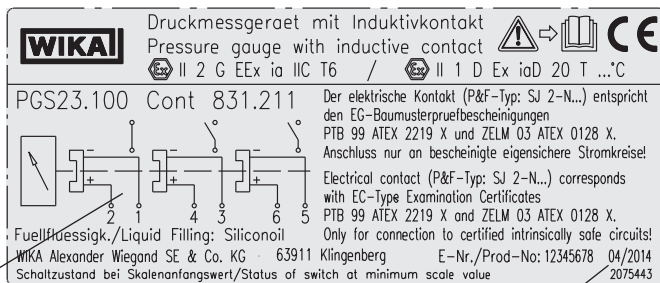 WIKA
Druckmessgeraet mit Induktivkontakt
Pressure gauge with inductive contact
Ex II 2 G EEx ia IIC T6 / Ex II 1 D Ex iaD 20 T ...°C
CE
PGS23.100 Cont 831.211
Der elektrische Kontakt (P&F-Typ: SJ 2-N...) entspricht
den EG-Baumusterpruefbescheinigungen
PTB 99 ATEX 2219 X und ZELM 03 ATEX 0128 X.
Anschluss nur an bescheinigte eigensichere Stromkreise!
Electrical contact (P&F-Typ: SJ 2-N...) corresponds
with EC-Type Examination Certificates
PTB 99 ATEX 2219 X and ZELM 03 ATEX 0128 X.
Only for connection to certified intrinsically safe circuits!
- + - + - +
2 1 4 3 6 5
Fuellfluessigk./Liquid Filling: Siliconoil
WIKA Alexander Wiegand SE & Co. KG · 63911 Klingenberg E-Nr./Prod-No: 12345678 04/2014
Schaltzustand bei Skalenanfangswert/Status of switch at minimum scale value 2075443